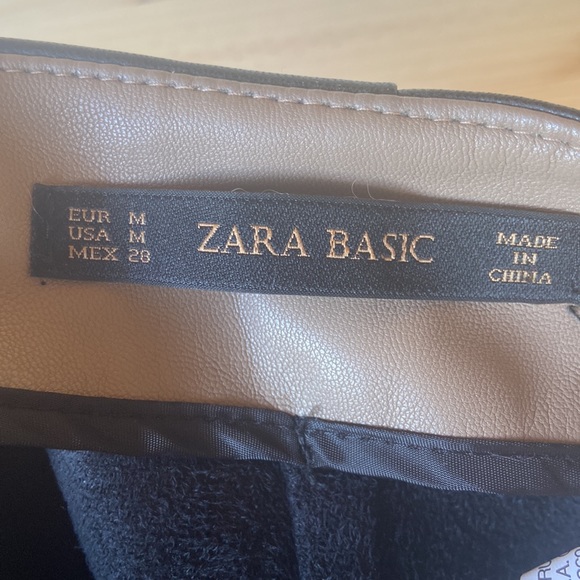 EUR M
USA M
MEX 28
ZARA BASIC
MADE
IN
CHINA